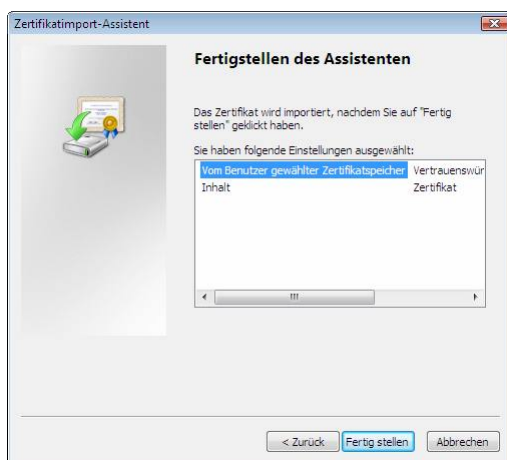 Zertifikatimport-Assistent
Fertigstellen des Assistenten
Das Zertifikat wird importiert, nachdem Sie auf "Fertig
stellen" geklickt haben.
Sie haben folgende Einstellungen ausgewählt:
Vom Benutzer gewählter Zertifikatspeicher Vertrauenswür
Inhalt Zertifikat
< Zurück Fertig stellen Abbrechen